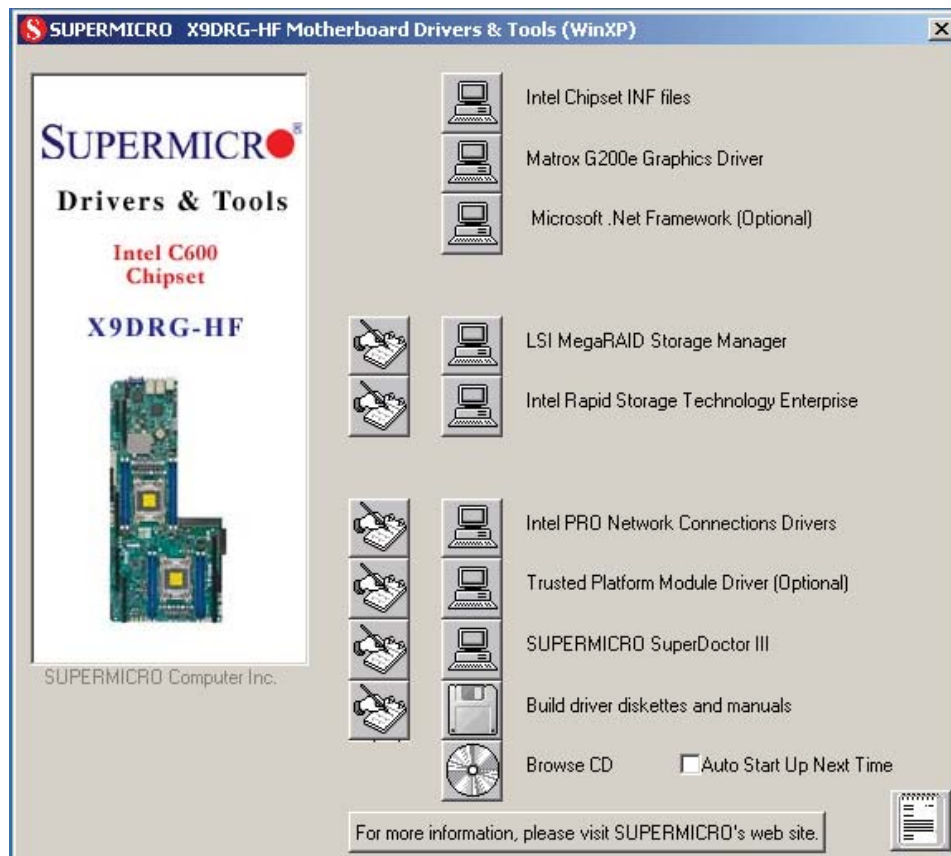 SUPERMICRO X9DRG-HF Motherboard Drivers & Tools (WinXP)
SUPERMICRO®
Drivers & Tools
Intel C600
Chipset
X9DRG-HF
SUPERMICRO Computer Inc.
Intel Chipset INF files
Matrox G200e Graphics Driver
Microsoft .Net Framework (Optional)
LSI MegaRAID Storage Manager
Intel Rapid Storage Technology Enterprise
Intel PRO Network Connections Drivers
Trusted Platform Module Driver (Optional)
SUPERMICRO SuperDoctor III
Build driver diskettes and manuals
Browse CD
Auto Start Up Next Time
For more information, please visit SUPERMICRO's web site.